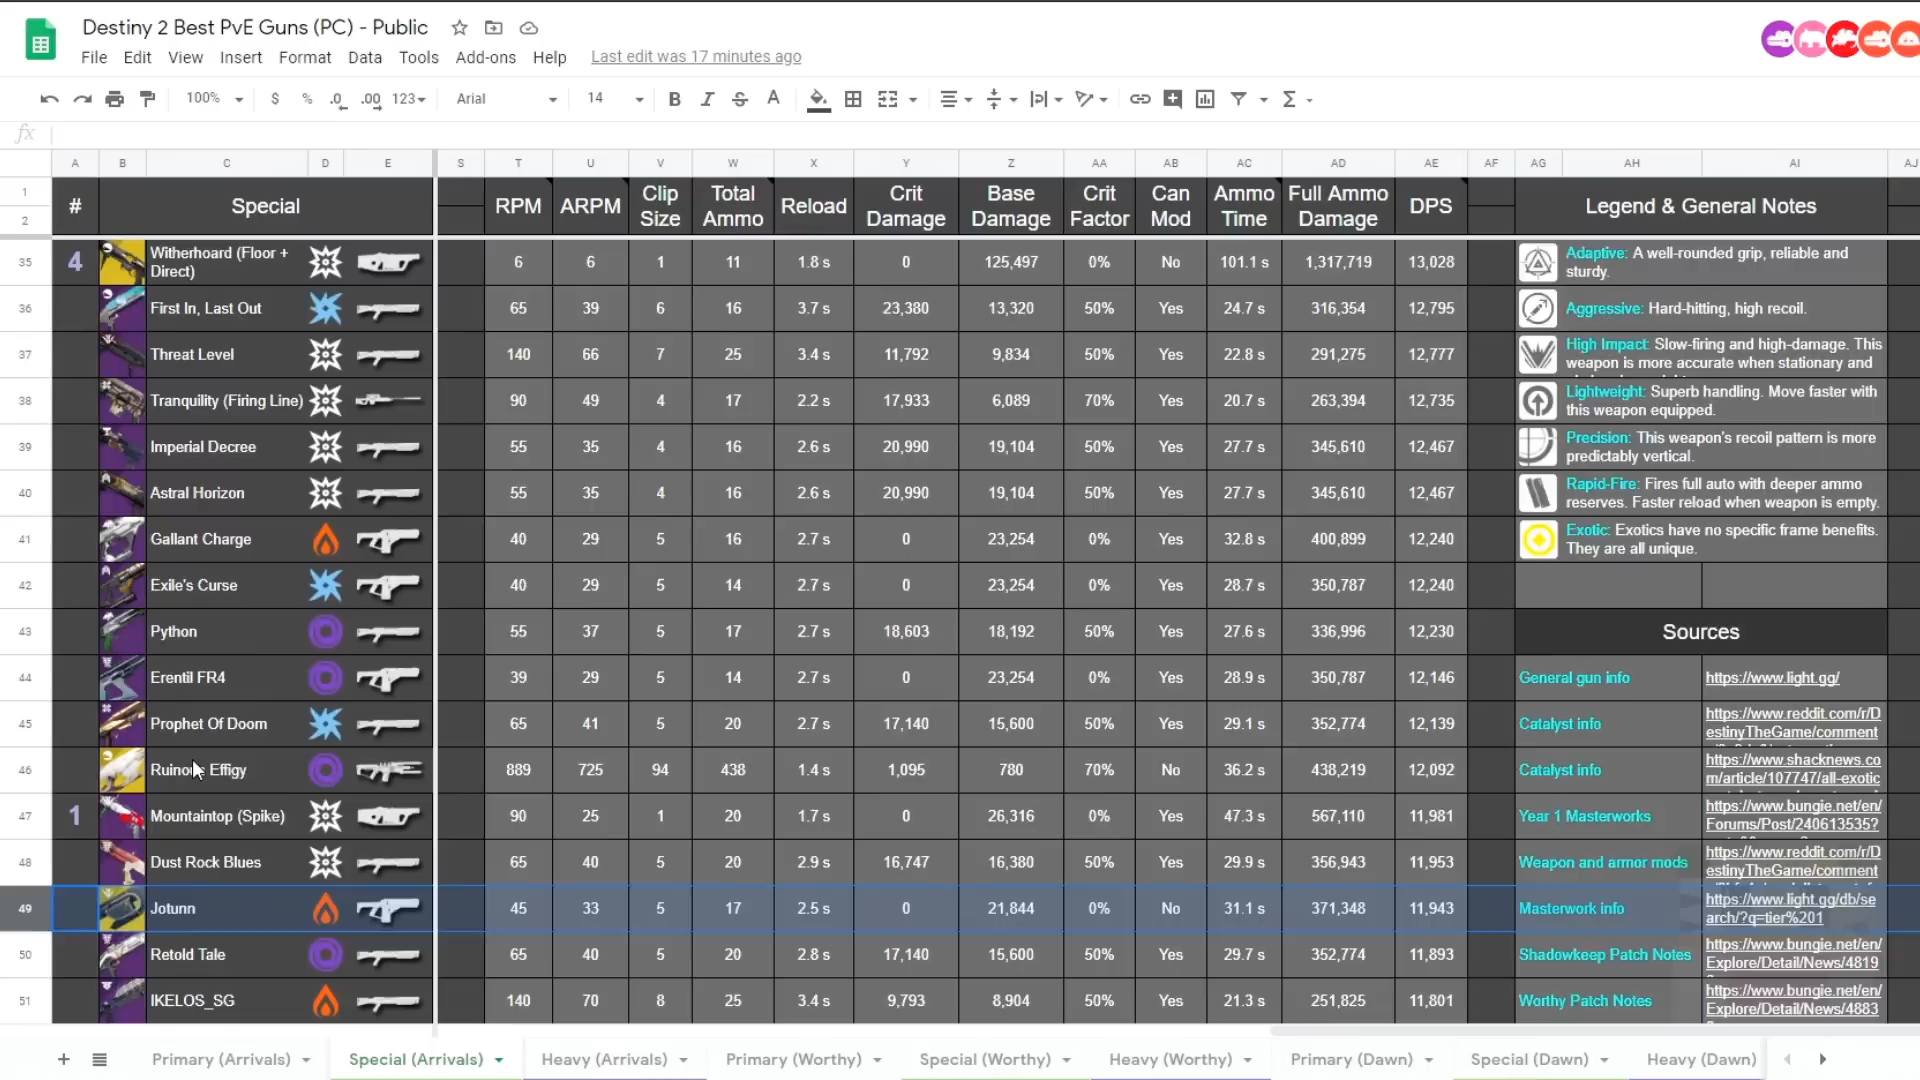 Destiny 2 Best PvE Guns (PC) - Public
File Edit View Insert Format Data Tools Add-ons Help Last edit was 17 minutes ago
100% $ % .0 .00 123 Arial 14 B I S A Σ
fx
A B C D E S T U V W X Y Z AA AB AC AD AE AF AG AH AI AJ
1
2
# Special RPM ARPM Clip Size Total Ammo Reload Crit Damage Base Damage Crit Factor Can Mod Ammo Time Full Ammo Damage DPS Legend & General Notes
35 4 Witherhoard (Floor + Direct) 6 6 1 11 1.8 s 0 125,497 0% No 101.1 s 1,317,719 13,028
Adaptive: A well-rounded grip, reliable and
sturdy.
36 First In, Last Out 65 39 6 16 3.7 s 23,380 13,320 50% Yes 24.7 s 316,354 12,795
Aggressive: Hard-hitting, high recoil.
37 Threat Level 140 66 7 25 3.4 s 11,792 9,834 50% Yes 22.8 s 291,275 12,777
High Impact: Slow-firing and high-damage. This
weapon is more accurate when stationary and
38 Tranquility (Firing Line) 90 49 4 17 2.2 s 17,933 6,089 70% Yes 20.7 s 263,394 12,735
Lightweight: Superb handling. Move faster with
this weapon equipped.
39 Imperial Decree 55 35 4 16 2.6 s 20,990 19,104 50% Yes 27.7 s 345,610 12,467
Precision: This weapon's recoil pattern is more
predictably vertical.
40 Astral Horizon 55 35 4 16 2.6 s 20,990 19,104 50% Yes 27.7 s 345,610 12,467
Rapid-Fire: Fires full auto with deeper ammo
reserves. Faster reload when weapon is empty.
41 Gallant Charge 40 29 5 16 2.7 s 0 23,254 0% Yes 32.8 s 400,899 12,240
Exotic: Exotics have no specific frame benefits.
They are all unique.
42 Exile's Curse 40 29 5 14 2.7 s 0 23,254 0% Yes 28.7 s 350,787 12,240
43 Python 55 37 5 17 2.7 s 18,603 18,192 50% Yes 27.6 s 336,996 12,230 Sources
44 Erentil FR4 39 29 5 14 2.7 s 0 23,254 0% Yes 28.9 s 350,787 12,146 General gun info https://www.light.gg/
45 Prophet Of Doom 65 41 5 20 2.7 s 17,140 15,600 50% Yes 29.1 s 352,774 12,139 Catalyst info https://www.reddit.com/r/D
estinyTheGame/comment
46 Ruinous Effigy 889 725 94 438 1.4 s 1,095 780 70% No 36.2 s 438,219 12,092 Catalyst info https://www.shacknews.co
m/article/107747/all-exotic
47 1 Mountaintop (Spike) 90 25 1 20 1.7 s 0 26,316 0% Yes 47.3 s 567,110 11,981 Year 1 Masterworks https://www.bungie.net/en/
Forums/Post/240613535?
48 Dust Rock Blues 65 40 5 20 2.9 s 16,747 16,380 50% Yes 29.9 s 356,943 11,953 Weapon and armor mods https://www.reddit.com/r/D
estinyTheGame/comment
49 Jotunn 45 33 5 17 2.5 s 0 21,844 0% No 31.1 s 371,348 11,943 Masterwork info https://www.light.gg/db/se
arch/?q=tier%201
50 Retold Tale 65 40 5 20 2.8 s 17,140 15,600 50% Yes 29.7 s 352,774 11,893 Shadowkeep Patch Notes https://www.bungie.net/en/
Explore/Detail/News/4819
51 IKELOS_SG 140 70 8 25 3.4 s 9,793 8,904 50% Yes 21.3 s 251,825 11,801 Worthy Patch Notes https://www.bungie.net/en/
Explore/Detail/News/4883
+ Primary (Arrivals) Special (Arrivals) Heavy (Arrivals) Primary (Worthy) Special (Worthy) Heavy (Worthy) Primary (Dawn) Special (Dawn) Heavy (Dawn)